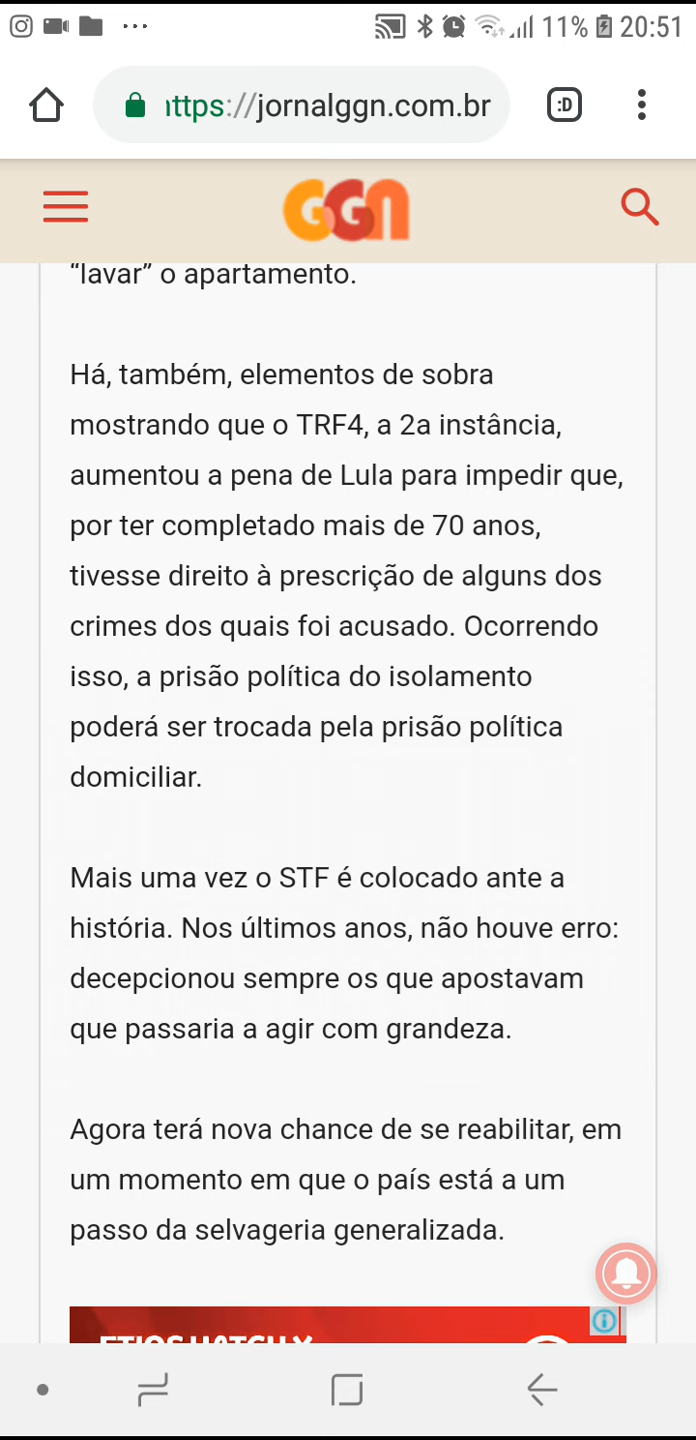 11% 20:51
https://jornalggn.com.br
:D
GGN
“lavar” o apartamento.
Há, também, elementos de sobra
mostrando que o TRF4, a 2a instância,
aumentou a pena de Lula para impedir que,
por ter completado mais de 70 anos,
tivesse direito à prescrição de alguns dos
crimes dos quais foi acusado. Ocorrendo
isso, a prisão política do isolamento
poderá ser trocada pela prisão política
domiciliar.
Mais uma vez o STF é colocado ante a
história. Nos últimos anos, não houve erro:
decepcionou sempre os que apostavam
que passaria a agir com grandeza.
Agora terá nova chance de se reabilitar, em
um momento em que o país está a um
passo da selvageria generalizada.
ETIOS HATCH X